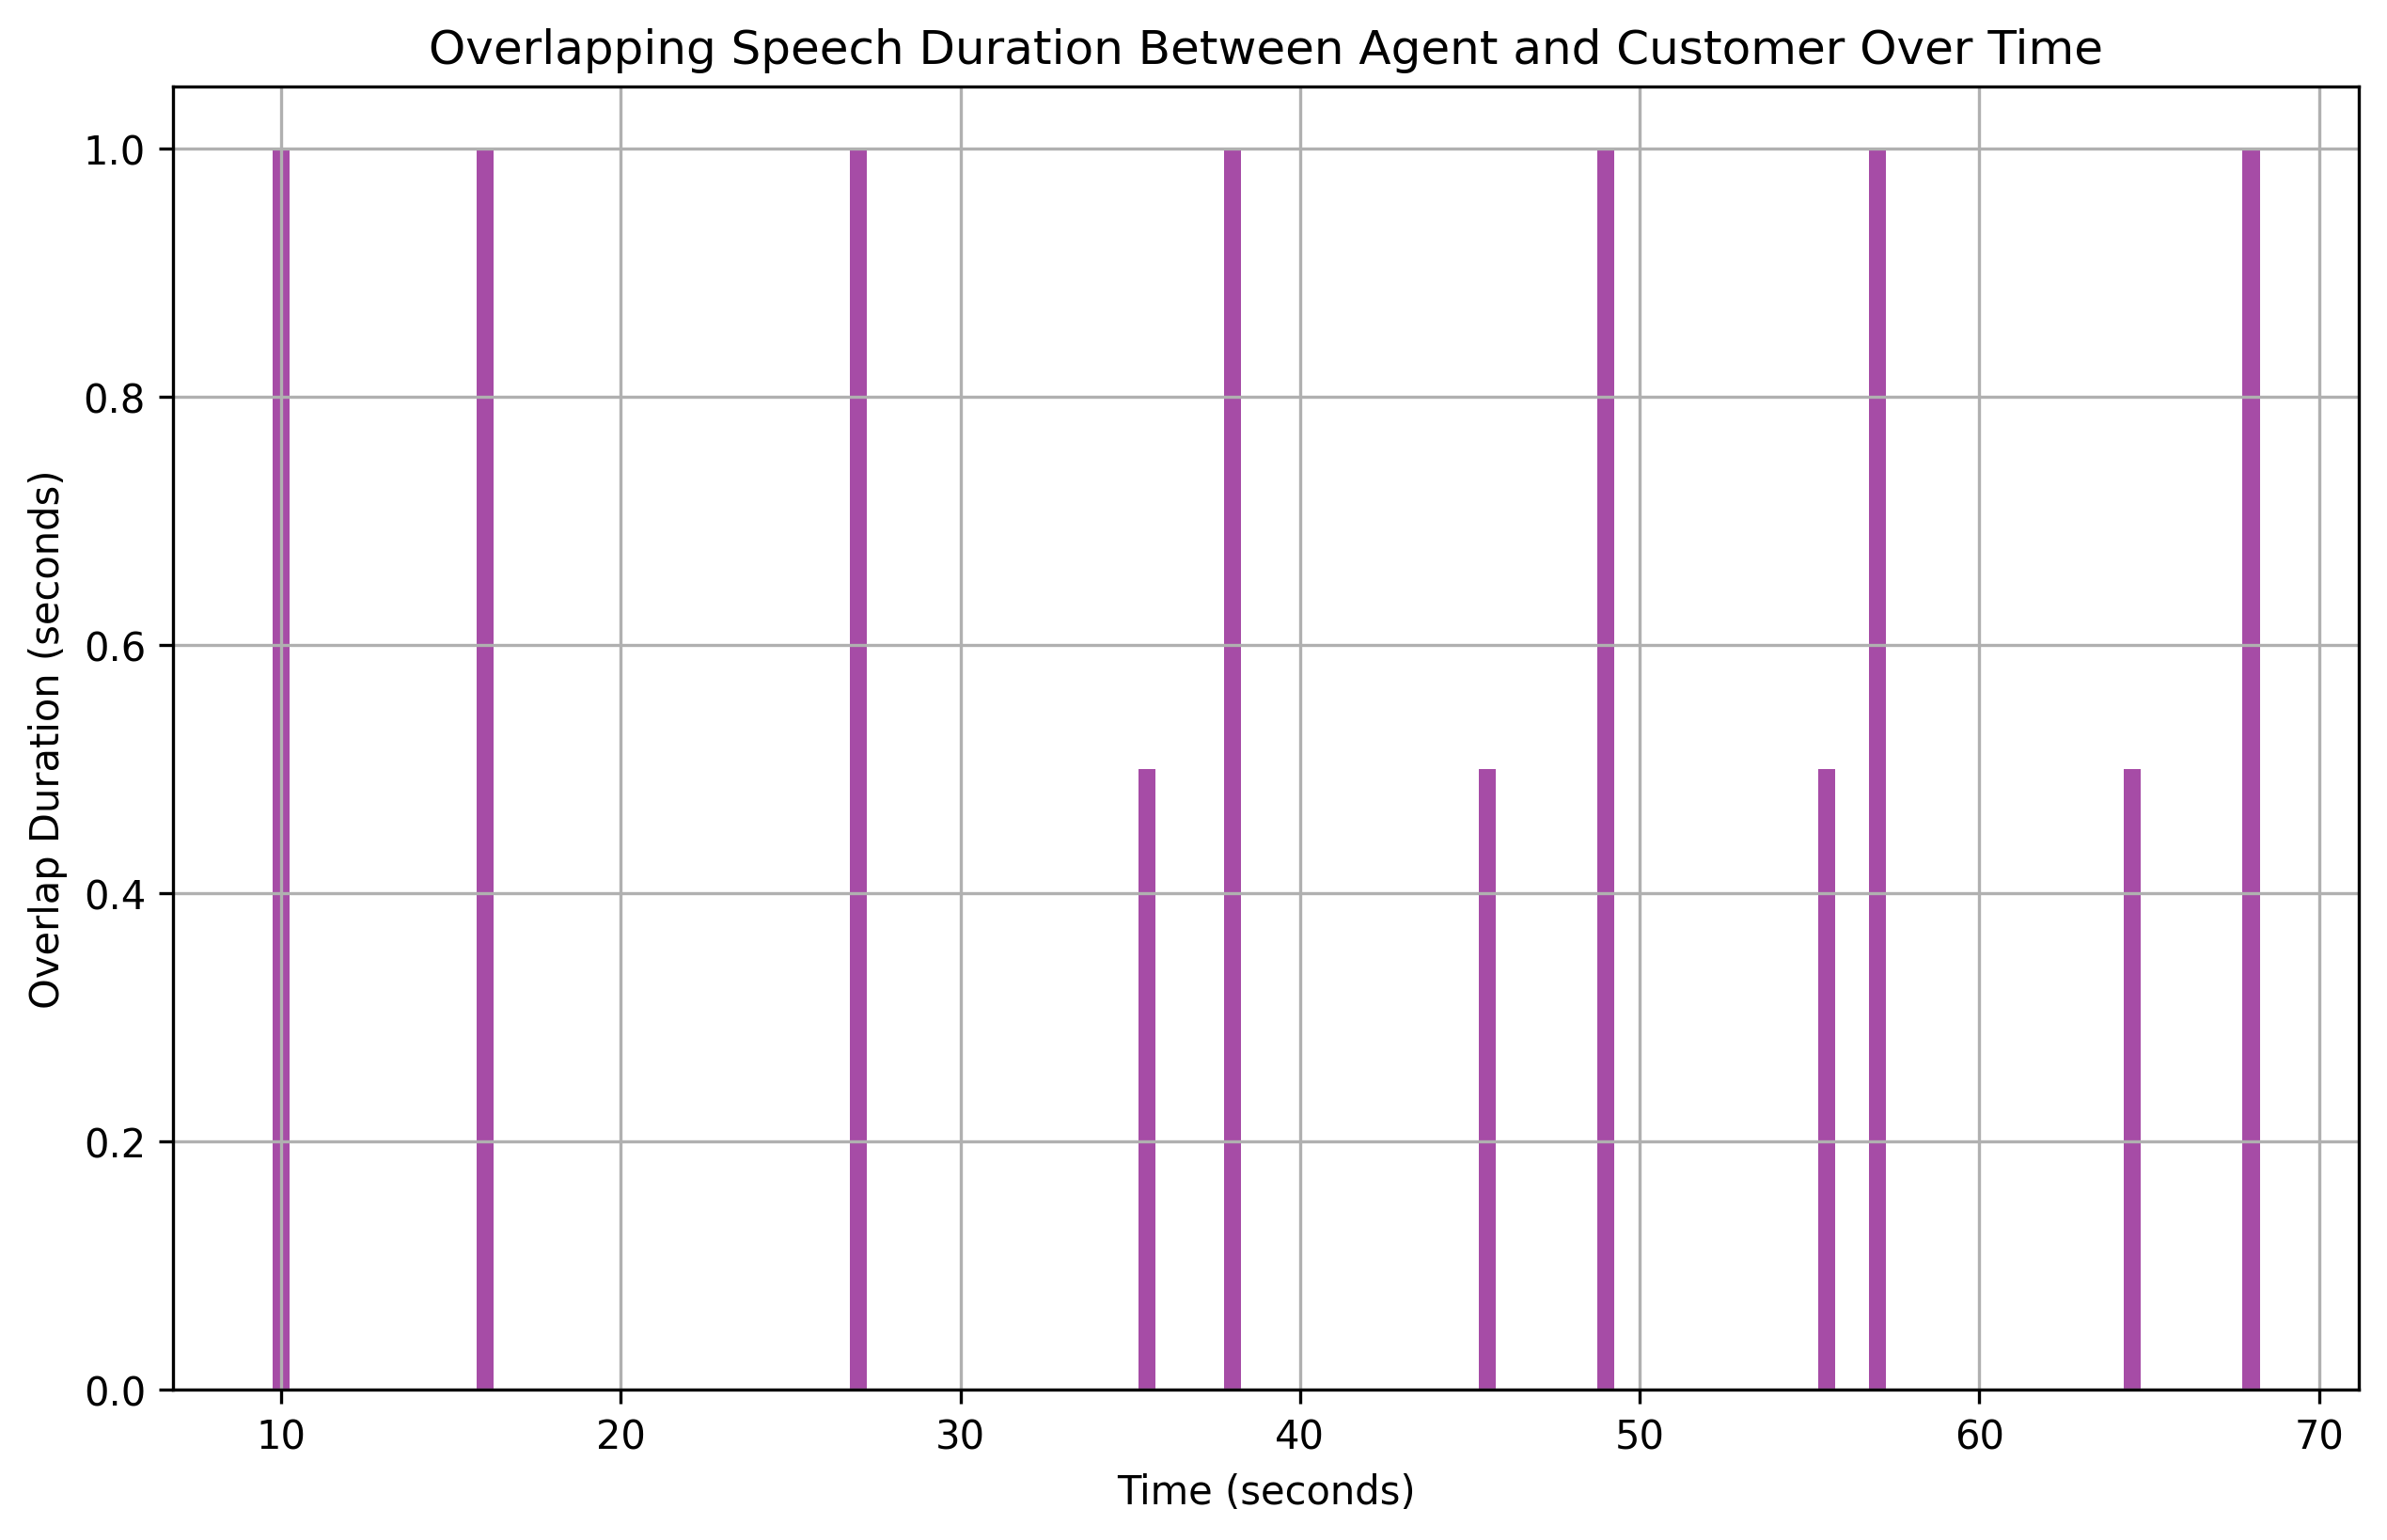 Overlapping Speech Duration Between Agent and Customer Over Time
Overlap Duration (seconds)
1.0
0.8
0.6
0.4
0.2
0.0
10 20 30 40 50 60 70
Time (seconds)